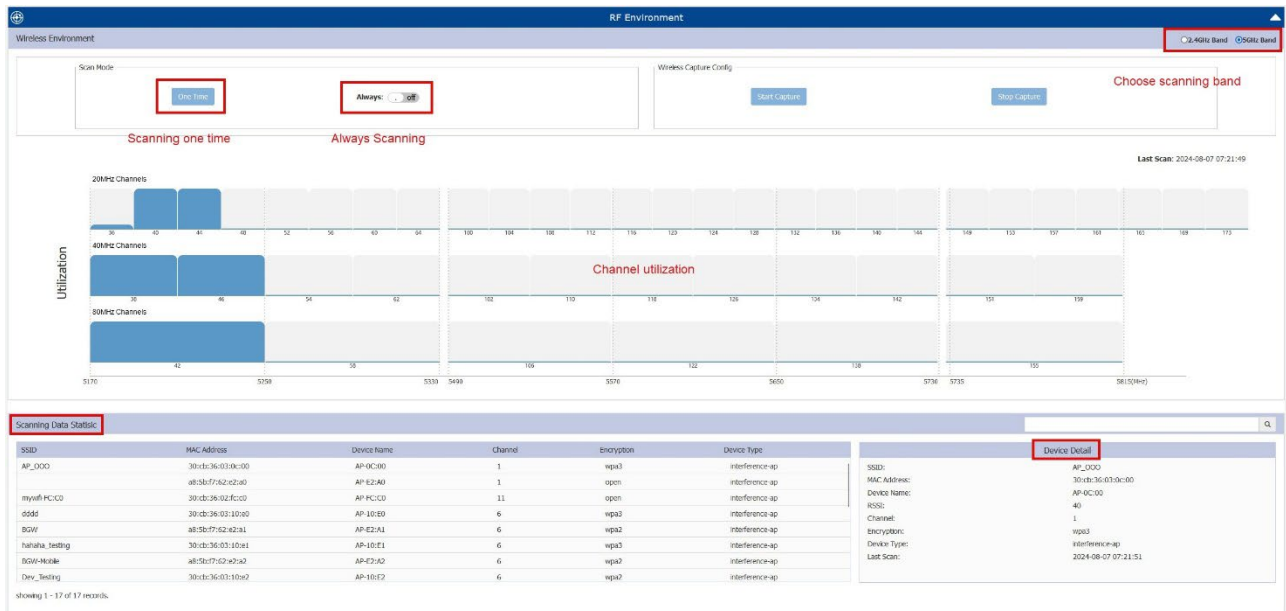 RF Environment
Wireless Environment
2.4GHz Band 5GHz Band
Scan Mode
Wireless Capture Config
Choose scanning band
One Time
Always: off
Start Capture
Stop Capture
Scanning one time
Always Scanning
Last Scan: 2024-08-07 07:21:49
20MHz Channels
36 40 44 48 52 56 60 64 100 104 108 112 116 120 124 128 132 136 140 144 149 153 157 161 165 169 173
40MHz Channels
Utilization
Channel utilization
38 46 54 62 102 110 118 126 134 142 151 159
80MHz Channels
42 58 106 122 138 155
5170 5250 5330 5490 5570 5650 5730 5735 5815(MHz)
Scanning Data Statisic
SSID MAC Address Device Name Channel Encryption Device Type
AP_OOO 30:cb:36:03:0c:00 AP-0C:00 1 wpa3 interference-ap
a8:5b:f7:62:e2:a0 AP-E2:A0 1 open interference-ap
mywifi-FC:C0 30:cb:36:02:fc:c0 AP-FC:C0 11 open interference-ap
dddd 30:cb:36:03:10:e0 AP-10:E0 6 wpa3 interference-ap
BGW a8:5b:f7:62:e2:a1 AP-E2:A1 6 wpa2 interference-ap
hahaha_testing 30:cb:36:03:10:e1 AP-10:E1 6 wpa3 interference-ap
BGW-Mobile a8:5b:f7:62:e2:a2 AP-E2:A2 6 wpa2 interference-ap
Dev_Testing 30:cb:36:03:10:e2 AP-10:E2 6 wpa2 interference-ap
showing 1 - 17 of 17 records.
Device Detail
SSID: AP_OOO
MAC Address: 30:cb:36:03:0c:00
Device Name: AP-0C:00
RSSI: 40
Channel: 1
Encryption: wpa3
Device Type: interference-ap
Last Scan: 2024-08-07 07:21:51